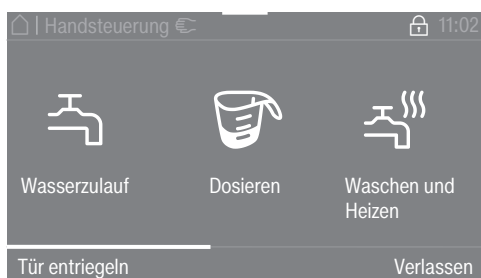 | Handsteuerung 11:02
Wasserzulauf Dosieren Waschen und
Heizen
Tür entriegeln Verlassen